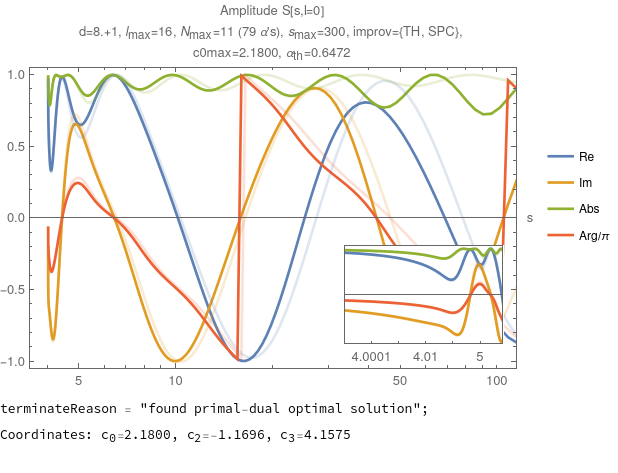 Amplitude S[s,l=0]
d=8.+1, lmax=16, Nmax=11 (79 α's), smax=300, improv={TH, SPC},
c0max=2.1800, αth=0.6472
1.0
0.5
0.0
−0.5
−1.0
5
10
50
100
s
Re
Im
Abs
Arg/π
4.0001
4.01
5
terminateReason = "found primal-dual optimal solution";
Coordinates: c0=2.1800, c2=-1.1696, c3=4.1575